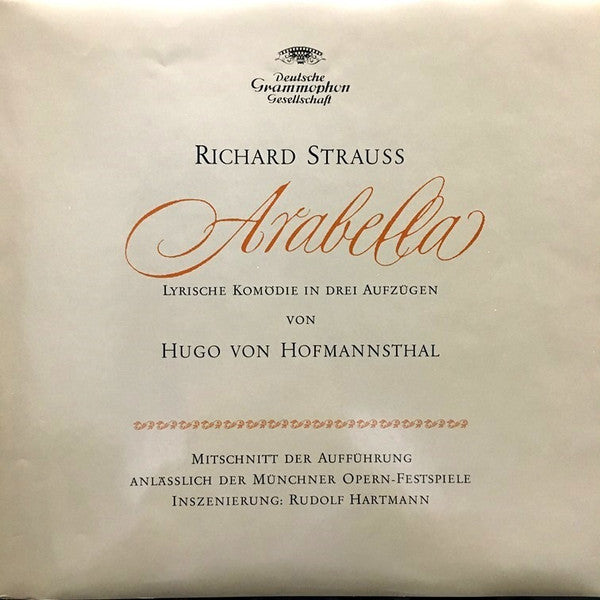 Deutsche
Grammophon
Gesellschaft
RICHARD STRAUSS
Arabella
LYRISCHE KOMÖDIE IN DREI AUFZÜGEN
VON
HUGO VON HOFMANNSTHAL
MITSCHNITT DER AUFFÜHRUNG
ANLÄSSLICH DER MÜNCHNER OPERN-FESTSPIELE
INSZENIERUNG: RUDOLF HARTMANN